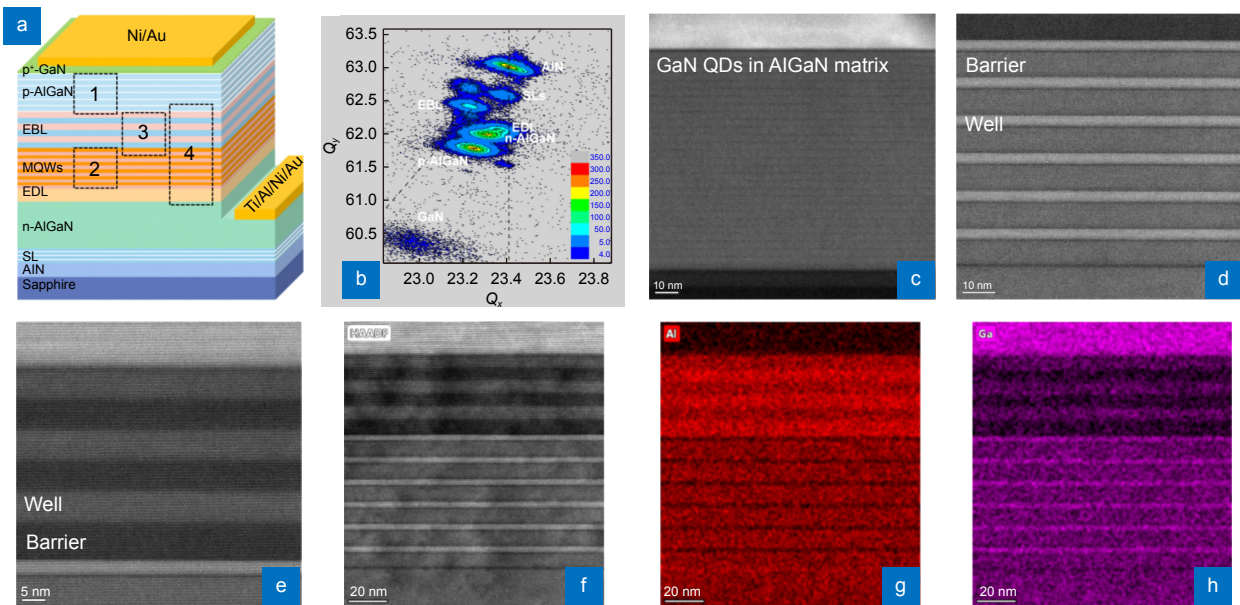 a
Ni/Au
p⁺-GaN
p-AlGaN
EBL
MQWs
EDL
n-AlGaN
SL
AlN
Sapphire
1
2
3
4
Ti/Al/Ni/Au
b
Qy
63.5
63.0
62.5
62.0
61.5
61.0
60.5
AlN
SLs
EBL
EDL
n-AlGaN
p-AlGaN
GaN
350.0
300.0
250.0
200.0
150.0
100.0
50.0
5.0
4.0
23.0 23.2 23.4 23.6 23.8
Qx
GaN QDs in AlGaN matrix
10 nm
c
Barrier
Well
10 nm
d
Well
Barrier
5 nm
e
HAADF
20 nm
f
Al
20 nm
g
Ga
20 nm
h